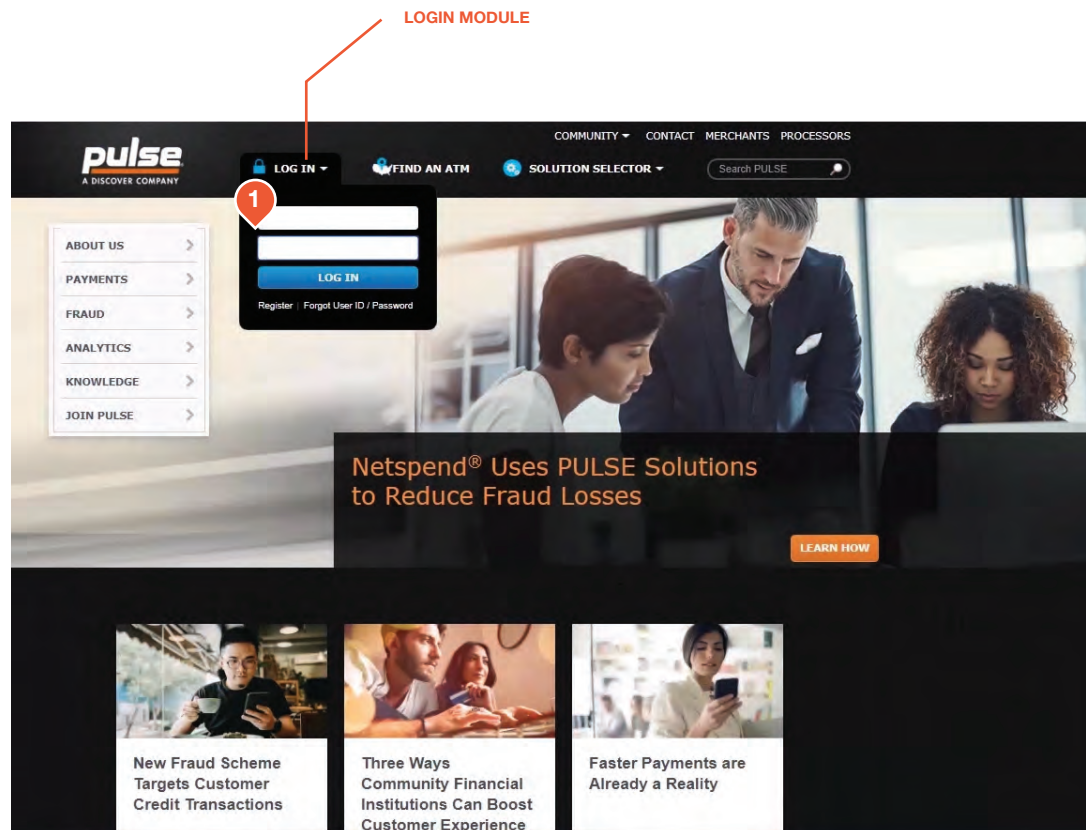 LOGIN MODULE
COMMUNITY CONTACT MERCHANTS PROCESSORS
pulse
A DISCOVER COMPANY
LOG IN FIND AN ATM SOLUTION SELECTOR Search PULSE
1
LOG IN
Register | Forgot User ID / Password
ABOUT US
PAYMENTS
FRAUD
ANALYTICS
KNOWLEDGE
JOIN PULSE
Netspend® Uses PULSE Solutions
to Reduce Fraud Losses
LEARN HOW
New Fraud Scheme
Targets Customer
Credit Transactions
Three Ways
Community Financial
Institutions Can Boost
Customer Experience
Faster Payments are
Already a Reality